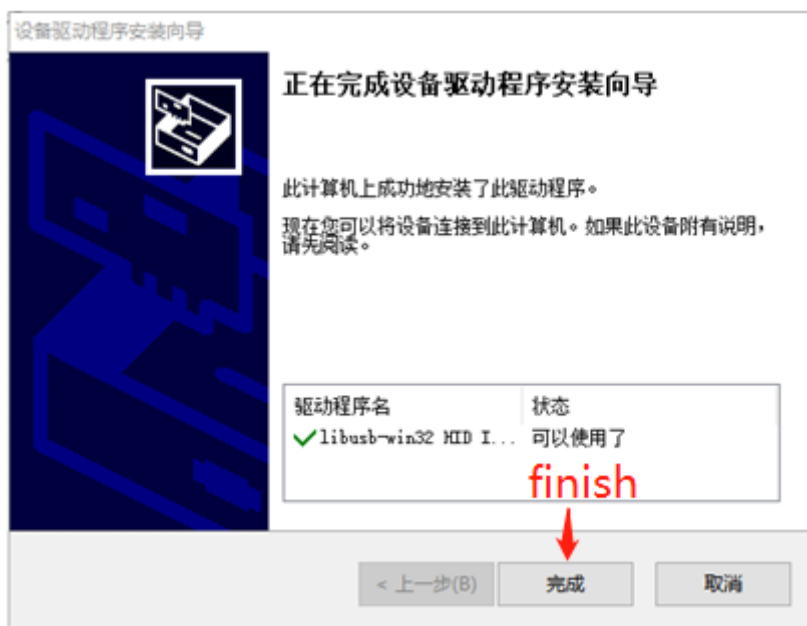 设备驱动程序安装向导
正在完成设备驱动程序安装向导
此计算机上成功地安装了此驱动程序。
现在您可以将设备连接到此计算机。如果此设备附有说明，
请先阅读。
驱动程序名 状态
libusb-win32 HID I... 可以使用了
finish
< 上一步(B) 完成 取消